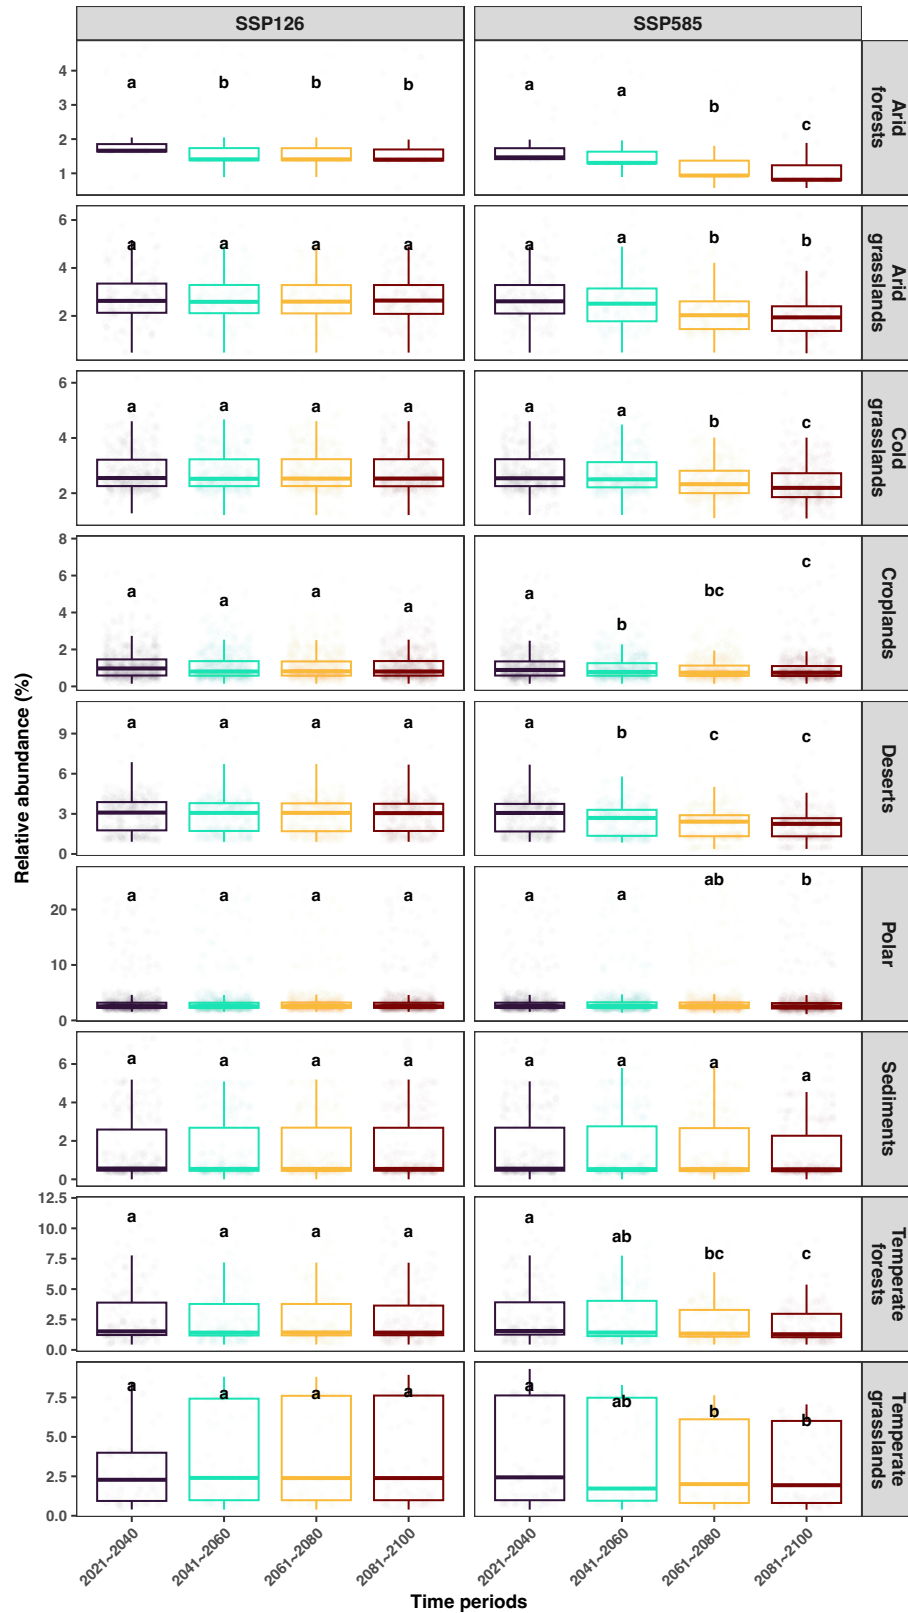 SSP126
SSP585
Relative abundance (%)
4
3
2
1
a
b
b
b
a
a
b
c
Arid
forests
6
4
2
a
a
a
a
a
a
b
b
Arid
grasslands
6
4
2
a
a
a
a
a
a
b
c
Cold
grasslands
8
6
4
2
0
a
a
a
a
a
b
bc
c
Croplands
9
6
3
0
a
a
a
a
a
b
c
c
Deserts
20
10
0
a
a
a
a
a
a
ab
b
Polar
6
4
2
0
a
a
a
a
a
a
a
a
Sediments
12.5
10.0
7.5
5.0
2.5
0.0
a
a
a
a
a
ab
bc
c
Temperate
forests
7.5
5.0
2.5
0.0
a
a
a
a
a
ab
b
b
Temperate
grasslands
2021~2040
2041~2060
2061~2080
2081~2100
2021~2040
2041~2060
2061~2080
2081~2100
Time periods